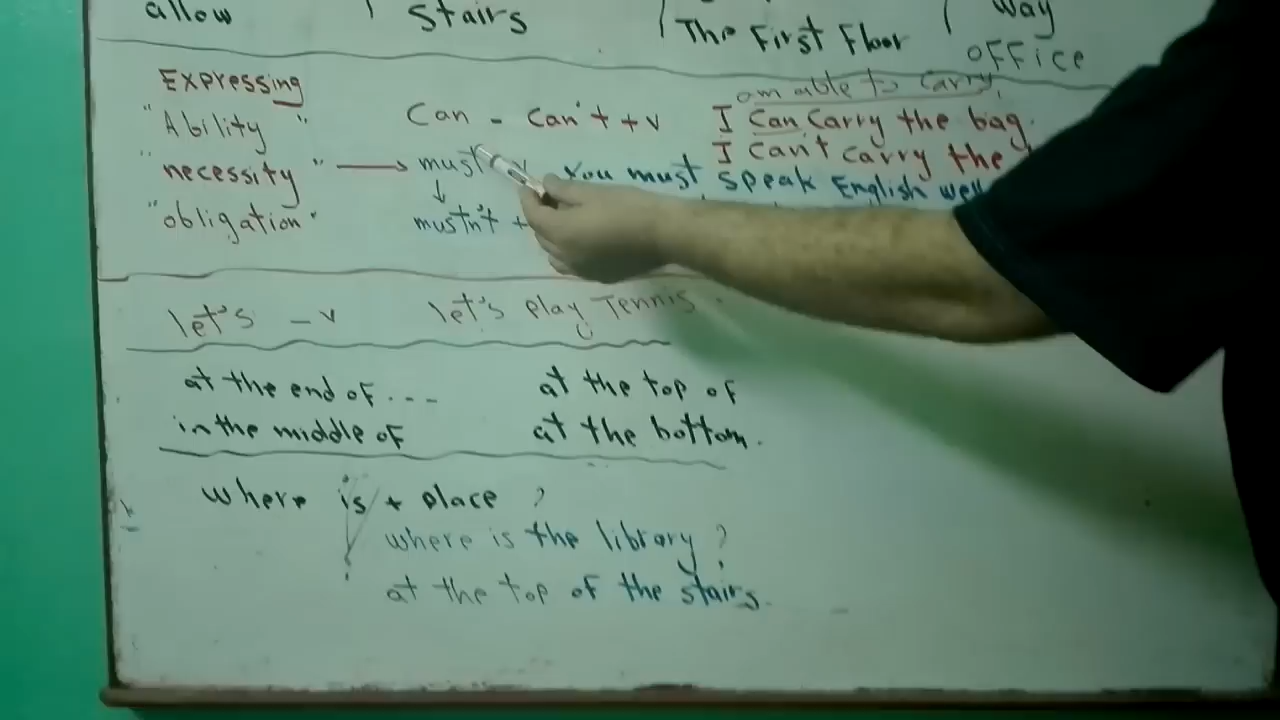 allow stairs The First Floor way office
Expressing
"Ability" Can - can't + v
am able to carry
I Can carry the bag.
I can't carry the
"necessity" must v You must speak English well
"obligation" mustn't +
let's - v let's play Tennis.
at the end of ... at the top of
in the middle of at the bottom.
where is + place ?
where is the library ?
at the top of the stairs.